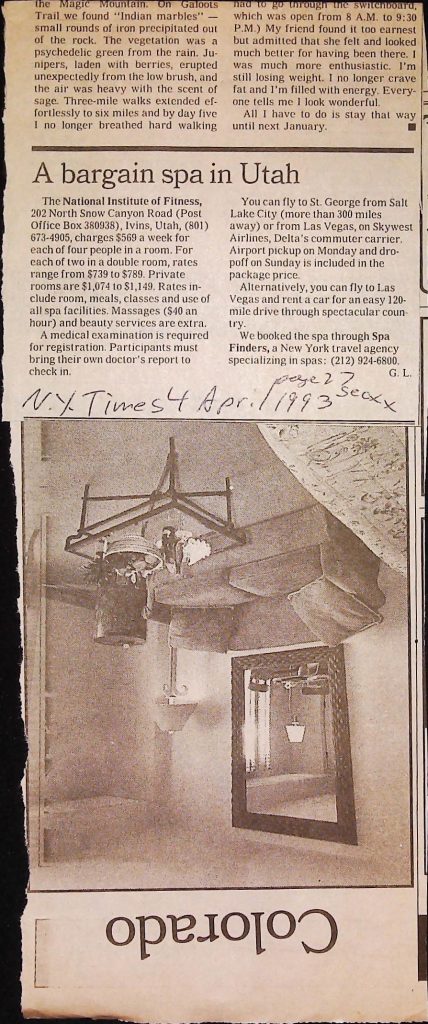 the Magic Mountain. On Galoots
Trail we found "Indian marbles" —
small rounds of iron precipitated out
of the rock. The vegetation was a
psychedelic green from the rain. Ju-
nipers, laden with berries, erupted
unexpectedly from the low brush, and
the air was heavy with the scent of
sage. Three-mile walks extended ef-
fortlessly to six miles and by day five
I no longer breathed hard walking
had to go through the switchboard,
which was open from 8 A.M. to 9:30
P.M.) My friend found it too earnest
but admitted that she felt and looked
much better for having been there. I
was much more enthusiastic. I'm
still losing weight. I no longer crave
fat and I'm filled with energy. Every-
one tells me I look wonderful.
All I have to do is stay that way
until next January. ■
A bargain spa in Utah
The National Institute of Fitness,
202 North Snow Canyon Road (Post
Office Box 380938), Ivins, Utah, (801)
673-4905, charges $569 a week for
each of four people in a room. For
each of two in a double room, rates
range from $739 to $789. Private
rooms are $1,074 to $1,149. Rates in-
clude room, meals, classes and use of
all spa facilities. Massages ($40 an
hour) and beauty services are extra.
A medical examination is required
for registration. Participants must
bring their own doctor's report to
check in.
You can fly to St. George from Salt
Lake City (more than 300 miles
away) or from Las Vegas, on Skywest
Airlines, Delta's commuter carrier.
Airport pickup on Monday and dro-
poff on Sunday is included in the
package price.
Alternatively, you can fly to Las
Vegas and rent a car for an easy 120-
mile drive through spectacular coun-
try.
We booked the spa through Spa
Finders, a New York travel agency
specializing in spas: (212) 924-6800.
G. L.
N.Y. Times 4 Apr. 1993 page 27 Sec xx
Colorado